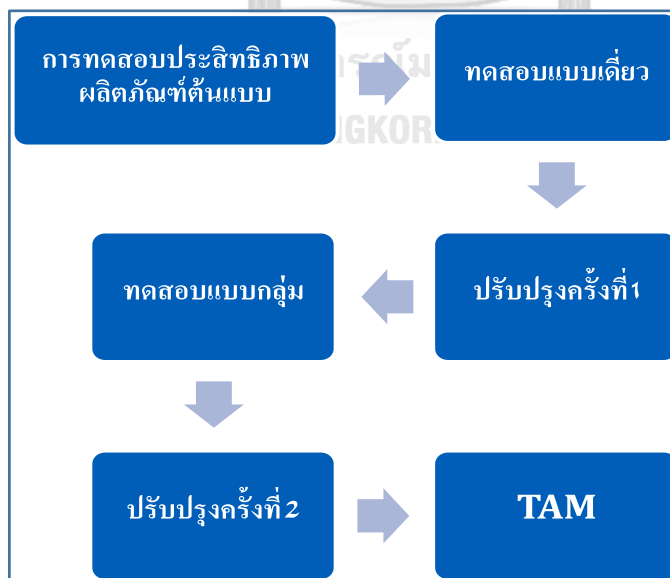 การทดสอบประสิทธิภาพ
ผลิตภัณฑ์ต้นแบบ
ทดสอบแบบเดี่ยว
ปรับปรุงครั้งที่1
ทดสอบแบบกลุ่ม
ปรับปรุงครั้งที่2
TAM